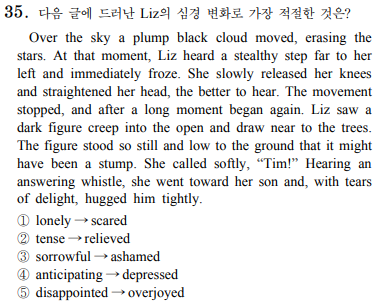 35. 다음 글에 드러난 Liz의 심경 변화로 가장 적절한 것은?
Over the sky a plump black cloud moved, erasing the
stars. At that moment, Liz heard a stealthy step far to her
left and immediately froze. She slowly released her knees
and straightened her head, the better to hear. The movement
stopped, and after a long moment began again. Liz saw a
dark figure creep into the open and draw near to the trees.
The figure stood so still and low to the ground that it might
have been a stump. She called softly, “Tim!” Hearing an
answering whistle, she went toward her son and, with tears
of delight, hugged him tightly.
① lonely → scared
② tense → relieved
③ sorrowful → ashamed
④ anticipating → depressed
⑤ disappointed → overjoyed